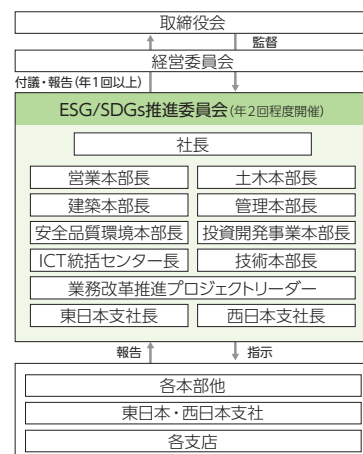 取締役会
監督
経営委員会
付議・報告(年1回以上)
ESG/SDGs推進委員会(年2回程度開催)
社長
営業本部長 土木本部長
建築本部長 管理本部長
安全品質環境本部長 投資開発事業本部長
ICT統括センター長 技術本部長
業務改革推進プロジェクトリーダー
東日本支社長 西日本支社長
報告 指示
各本部他
東日本・西日本支社
各支店